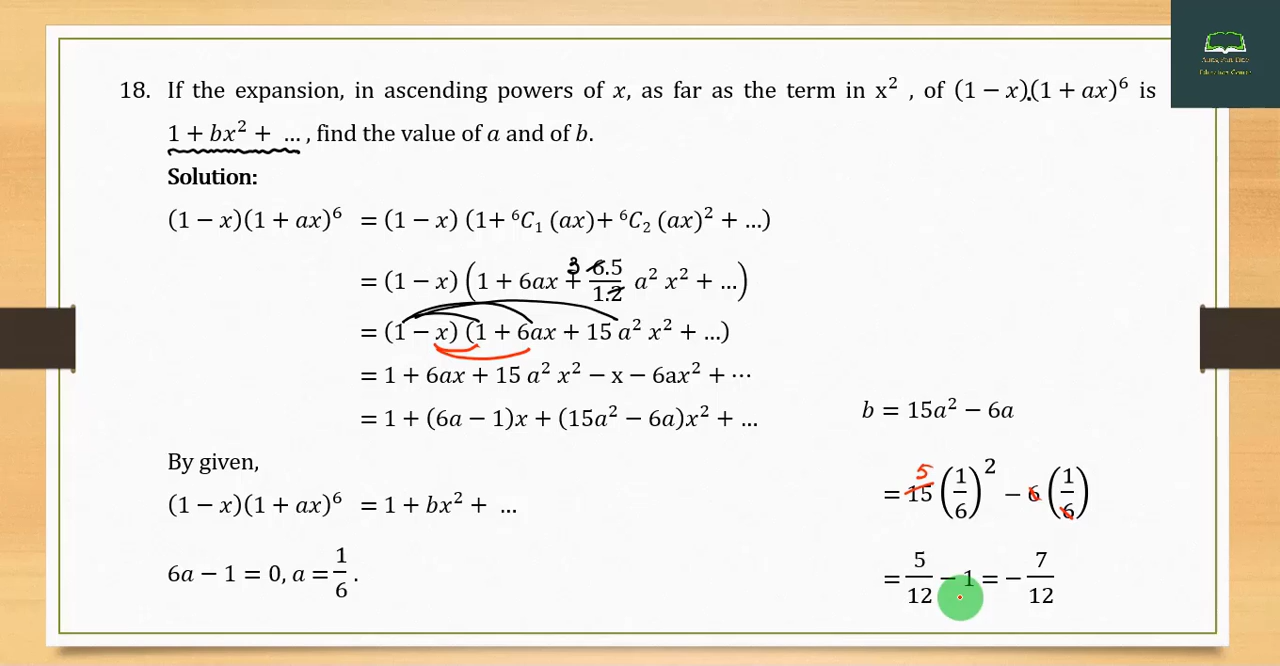 18. If the expansion, in ascending powers of x, as far as the term in x², of (1 − x)(1 + ax)⁶ is
1 + bx² + ... , find the value of a and of b.
Solution:
(1 − x)(1 + ax)⁶ = (1 − x) (1+ ⁶C₁ (ax)+ ⁶C₂ (ax)² + ...)
= (1 − x) (1 + 6ax + 6.5/1.2 a² x² + ...)
3
= (1 − x) (1 + 6ax + 15 a² x² + ...)
= 1 + 6ax + 15 a² x² − x − 6ax² + ⋯
= 1 + (6a − 1)x + (15a² − 6a)x² + ...
By given,
(1 − x)(1 + ax)⁶ = 1 + bx² + ...
6a − 1 = 0, a = 1/6.
b = 15a² − 6a
5
= 15 (1/6)² − 6 (1/6)
= 5/12 − 1 = − 7/12